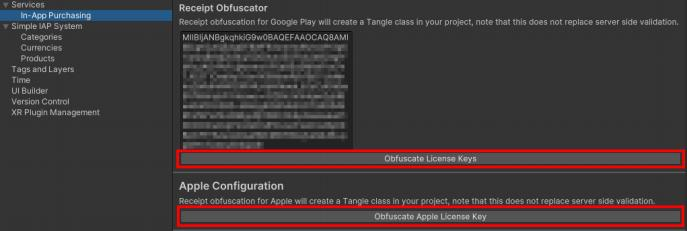 Services
In-App Purchasing
Simple IAP System
Categories
Currencies
Products
Tags and Layers
Time
UI Builder
Version Control
XR Plugin Management
Receipt Obfuscator
Receipt obfuscation for Google Play will create a Tangle class in your project, note that this does not replace server side validation.
MIIBIjANBgkqhkiG9w0BAQEFAAOCAQ8AMI
Obfuscate License Keys
Apple Configuration
Receipt obfuscation for Apple will create a Tangle class in your project, note that this does not replace server side validation.
Obfuscate Apple License Key